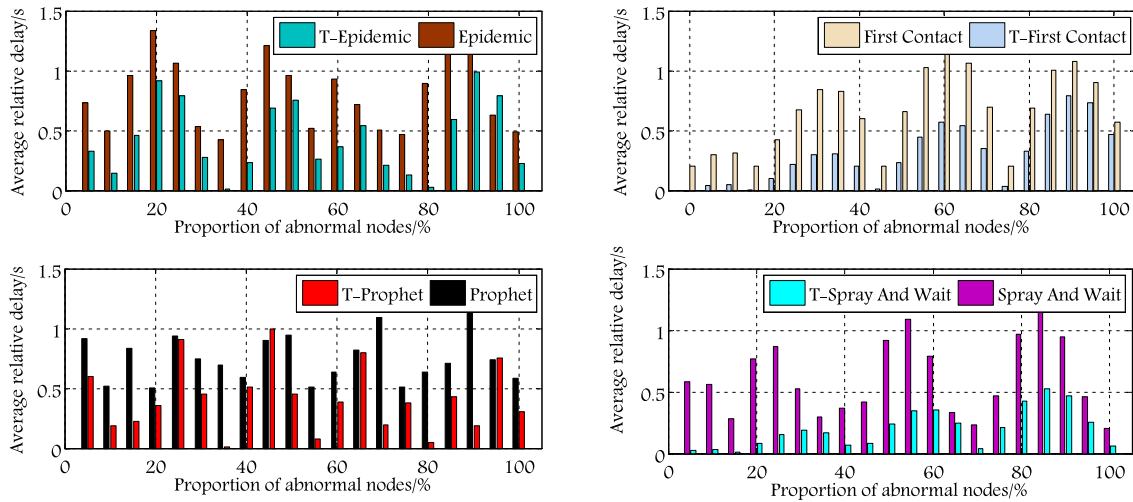 1.5
1
0.5
0
Average relative delay/s
T-Epidemic Epidemic
0 20 40 60 80 100
Proportion of abnormal nodes/%
1.5
1
0.5
0
Average relative delay/s
First Contact T-First Contact
0 20 40 60 80 100
Proportion of abnormal nodes/%
1.5
1
0.5
0
Average relative delay/s
T-Prophet Prophet
0 20 40 60 80 100
Proportion of abnormal nodes/%
1.5
1
0.5
0
Average relative delay/s
T-Spray And Wait Spray And Wait
0 20 40 60 80 100
Proportion of abnormal nodes/%